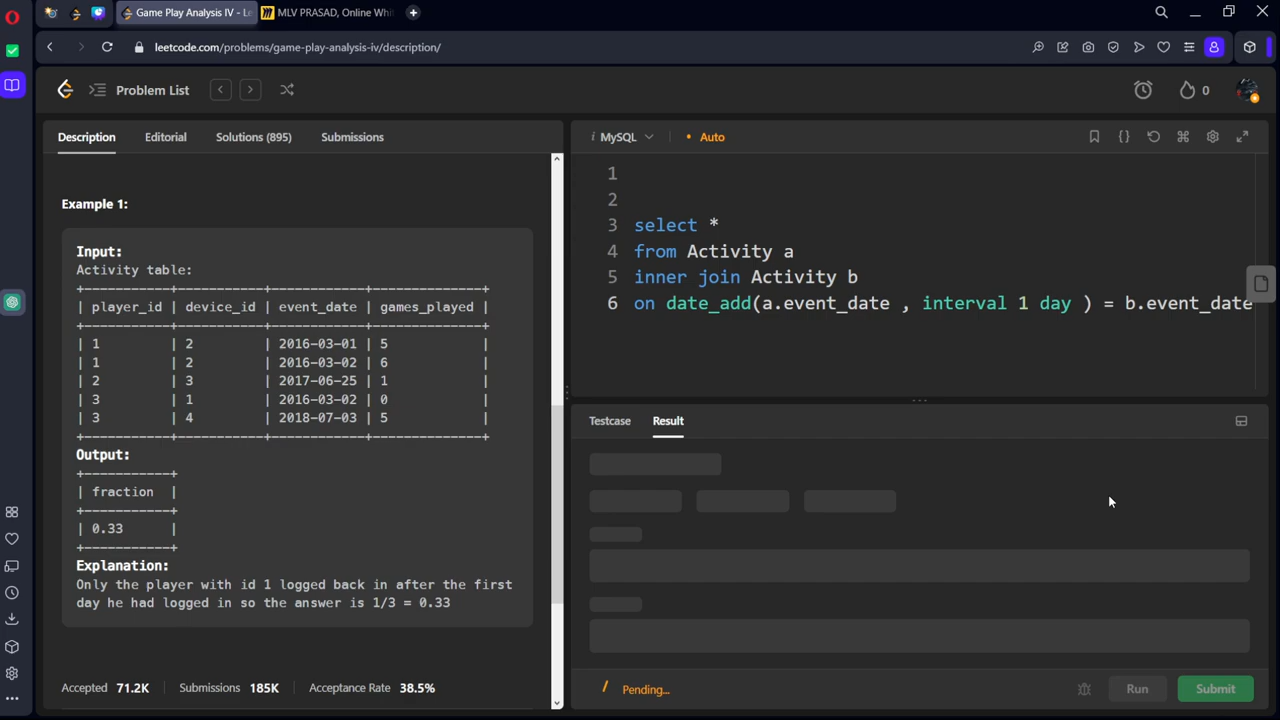 Game Play Analysis IV - Le
MLV PRASAD, Online Whi
leetcode.com/problems/game-play-analysis-iv/description/
Problem List
0
Description
Editorial
Solutions (895)
Submissions
Example 1:
Input:
Activity table:
+-----------+-----------+------------+--------------+
| player_id | device_id | event_date | games_played |
+-----------+-----------+------------+--------------+
| 1 | 2 | 2016-03-01 | 5 |
| 1 | 2 | 2016-03-02 | 6 |
| 2 | 3 | 2017-06-25 | 1 |
| 3 | 1 | 2016-03-02 | 0 |
| 3 | 4 | 2018-07-03 | 5 |
+-----------+-----------+------------+--------------+
Output:
+-----------+
| fraction |
+-----------+
| 0.33 |
+-----------+
Explanation:
Only the player with id 1 logged back in after the first
day he had logged in so the answer is 1/3 = 0.33
Accepted 71.2K
Submissions 185K
Acceptance Rate 38.5%
i MySQL
• Auto
1
2
3 select *
4 from Activity a
5 inner join Activity b
6 on date_add(a.event_date , interval 1 day ) = b.event_date
Testcase
Result
Pending...
Run
Submit